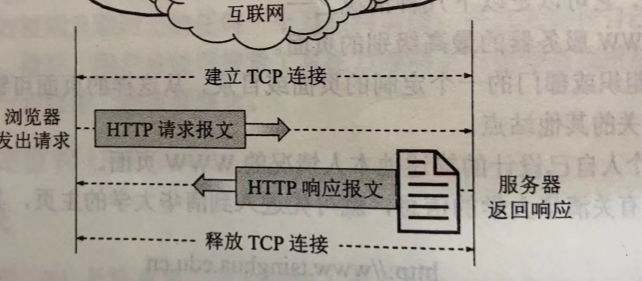 互联网
建立 TCP 连接
浏览器
发出请求
HTTP 请求报文
HTTP 响应报文
服务器
返回响应
释放 TCP 连接